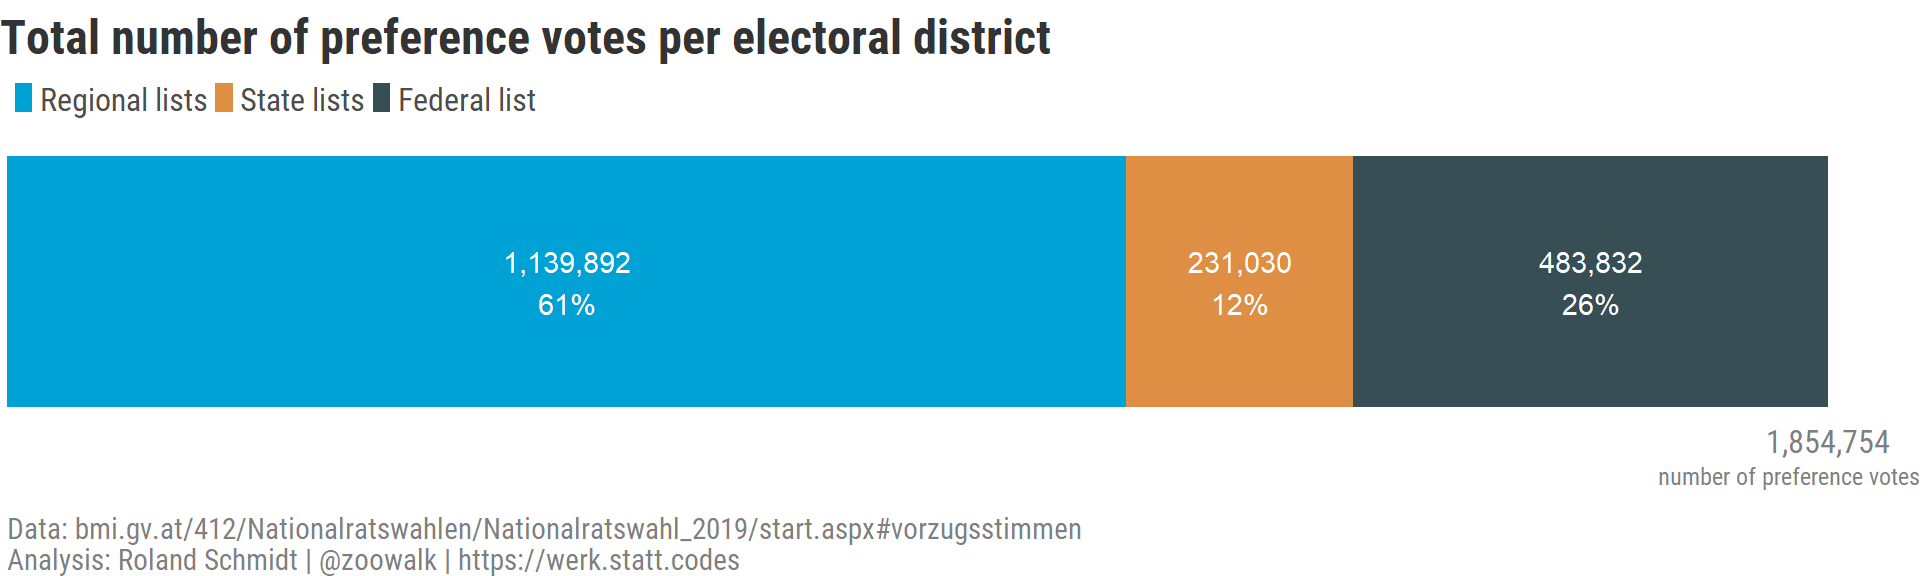 Total number of preference votes per electoral district
Regional lists State lists Federal list
1,139,892 231,030 483,832
61% 12% 26%
1,854,754
number of preference votes
Data: bmi.gv.at/412/Nationalratswahlen/Nationalratswahl_2019/start.aspx#vorzugsstimmen
Analysis: Roland Schmidt | @zoowalk | https://werk.statt.codes